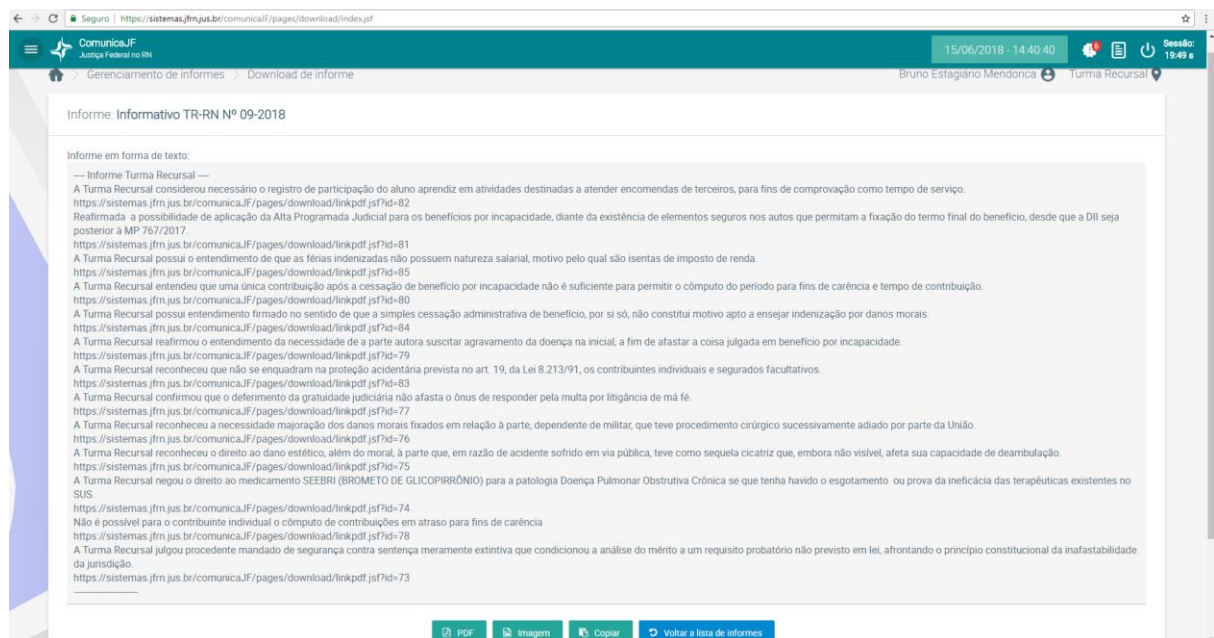 Seguro | https://sistemas.jfrn.jus.br/comunicaJF/pages/download/index.jsf
ComunicaJF
Justiça Federal no RN
15/06/2018 - 14:40:40
6
Sessão:
19:49 s
Gerenciamento de informes > Download de informe
Bruno Estagiário Mendonca
Turma Recursal
Informe: Informativo TR-RN Nº 09-2018
Informe em forma de texto:
---- Informe Turma Recursal ----
A Turma Recursal considerou necessário o registro de participação do aluno aprendiz em atividades destinadas a atender encomendas de terceiros, para fins de comprovação como tempo de serviço.
https://sistemas.jfrn.jus.br/comunicaJF/pages/download/linkpdf.jsf?id=82
Reafirmada a possibilidade de aplicação da Alta Programada Judicial para os benefícios por incapacidade, diante da existência de elementos seguros nos autos que permitam a fixação do termo final do benefício, desde que a DII seja
posterior à MP 767/2017.
https://sistemas.jfrn.jus.br/comunicaJF/pages/download/linkpdf.jsf?id=81
A Turma Recursal possui o entendimento de que as férias indenizadas não possuem natureza salarial, motivo pelo qual são isentas de imposto de renda.
https://sistemas.jfrn.jus.br/comunicaJF/pages/download/linkpdf.jsf?id=85
A Turma Recursal entendeu que uma única contribuição após a cessação de benefício por incapacidade não é suficiente para permitir o cômputo do período para fins de carência e tempo de contribuição.
https://sistemas.jfrn.jus.br/comunicaJF/pages/download/linkpdf.jsf?id=80
A Turma Recursal possui entendimento firmado no sentido de que a simples cessação administrativa de benefício, por si só, não constitui motivo apto a ensejar indenização por danos morais.
https://sistemas.jfrn.jus.br/comunicaJF/pages/download/linkpdf.jsf?id=84
A Turma Recursal reafirmou o entendimento da necessidade de a parte autora suscitar agravamento da doença na inicial, a fim de afastar a coisa julgada em benefício por incapacidade.
https://sistemas.jfrn.jus.br/comunicaJF/pages/download/linkpdf.jsf?id=79
A Turma Recursal reconheceu que não se enquadram na proteção acidentária prevista no art. 19, da Lei 8.213/91, os contribuintes individuais e segurados facultativos.
https://sistemas.jfrn.jus.br/comunicaJF/pages/download/linkpdf.jsf?id=83
A Turma Recursal confirmou que o deferimento da gratuidade judiciária não afasta o ônus de responder pela multa por litigância de má fé.
https://sistemas.jfrn.jus.br/comunicaJF/pages/download/linkpdf.jsf?id=77
A Turma Recursal reconheceu a necessidade majoração dos danos morais fixados em relação à parte, dependente de militar, que teve procedimento cirúrgico sucessivamente adiado por parte da União.
https://sistemas.jfrn.jus.br/comunicaJF/pages/download/linkpdf.jsf?id=76
A Turma Recursal reconheceu o direito ao dano estético, além do moral, à parte que, em razão de acidente sofrido em via pública, teve como sequela cicatriz que, embora não visível, afeta sua capacidade de deambulação.
https://sistemas.jfrn.jus.br/comunicaJF/pages/download/linkpdf.jsf?id=75
A Turma Recursal negou o direito ao medicamento SEEBRI (BROMETO DE GLICOPIRRÔNIO) para a patologia Doença Pulmonar Obstrutiva Crônica se que tenha havido o esgotamento ou prova da ineficácia das terapêuticas existentes no
SUS.
https://sistemas.jfrn.jus.br/comunicaJF/pages/download/linkpdf.jsf?id=74
Não é possível para o contribuinte individual o cômputo de contribuições em atraso para fins de carência
https://sistemas.jfrn.jus.br/comunicaJF/pages/download/linkpdf.jsf?id=78
A Turma Recursal julgou procedente mandado de segurança contra sentença meramente extintiva que condicionou a análise do mérito a um requisito probatório não previsto em lei, afrontando o princípio constitucional da inafastabilidade
da jurisdição.
https://sistemas.jfrn.jus.br/comunicaJF/pages/download/linkpdf.jsf?id=73
--------------------
PDF
Imagem
Copiar
Voltar a lista de informes